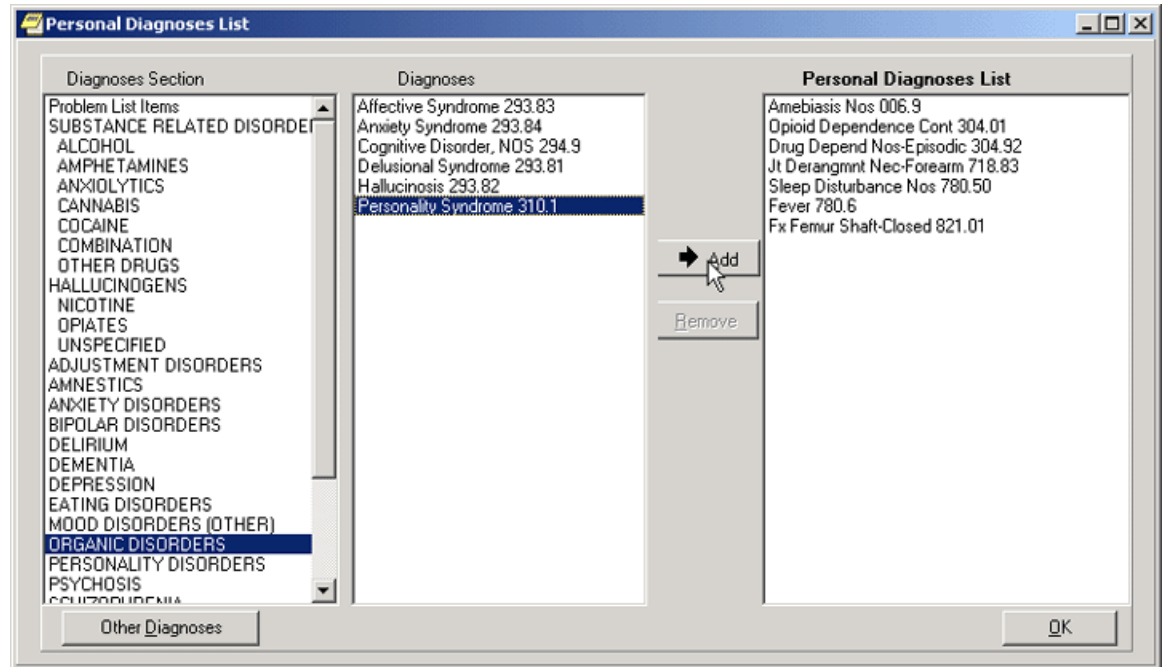 Personal Diagnoses List
Diagnoses Section
Problem List Items
SUBSTANCE RELATED DISORDER
ALCOHOL
AMPHETAMINES
ANXIOLYTICS
CANNABIS
COCAINE
COMBINATION
OTHER DRUGS
HALLUCINOGENS
NICOTINE
OPIATES
UNSPECIFIED
ADJUSTMENT DISORDERS
AMNESTICS
ANXIETY DISORDERS
BIPOLAR DISORDERS
DELIRIUM
DEMENTIA
DEPRESSION
EATING DISORDERS
MOOD DISORDERS (OTHER)
ORGANIC DISORDERS
PERSONALITY DISORDERS
PSYCHOSIS
SCHIZOPHRENIA
Other Diagnoses
Diagnoses
Affective Syndrome 293.83
Anxiety Syndrome 293.84
Cognitive Disorder, NOS 294.9
Delusional Syndrome 293.81
Hallucinosis 293.82
Personality Syndrome 310.1
Add
Remove
Personal Diagnoses List
Amebiasis Nos 006.9
Opioid Dependence Cont 304.01
Drug Depend Nos-Episodic 304.92
Jt Derangmnt Nec-Forearm 718.83
Sleep Disturbance Nos 780.50
Fever 780.6
Fx Femur Shaft-Closed 821.01
OK